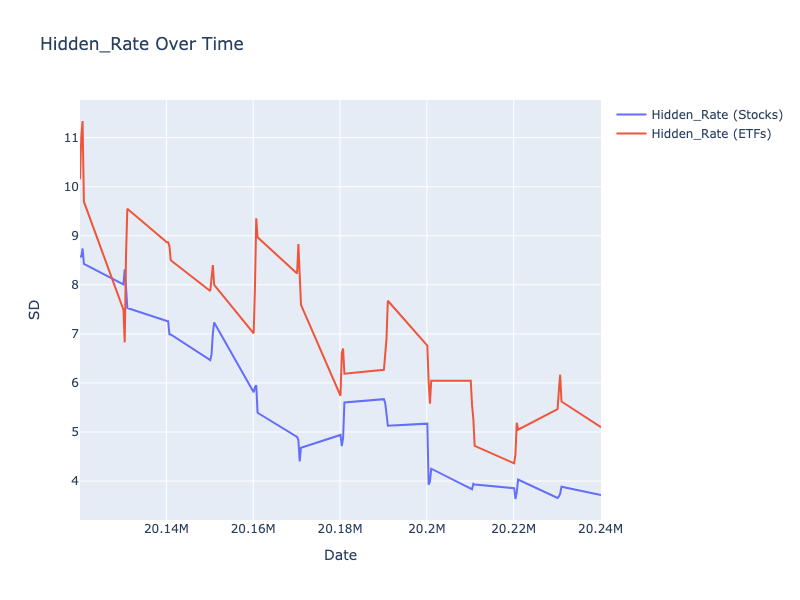 Hidden_Rate Over Time
Hidden_Rate (Stocks)
Hidden_Rate (ETFs)
11
10
9
8
7
6
5
4
SD
20.14M
20.16M
20.18M
20.2M
20.22M
20.24M
Date